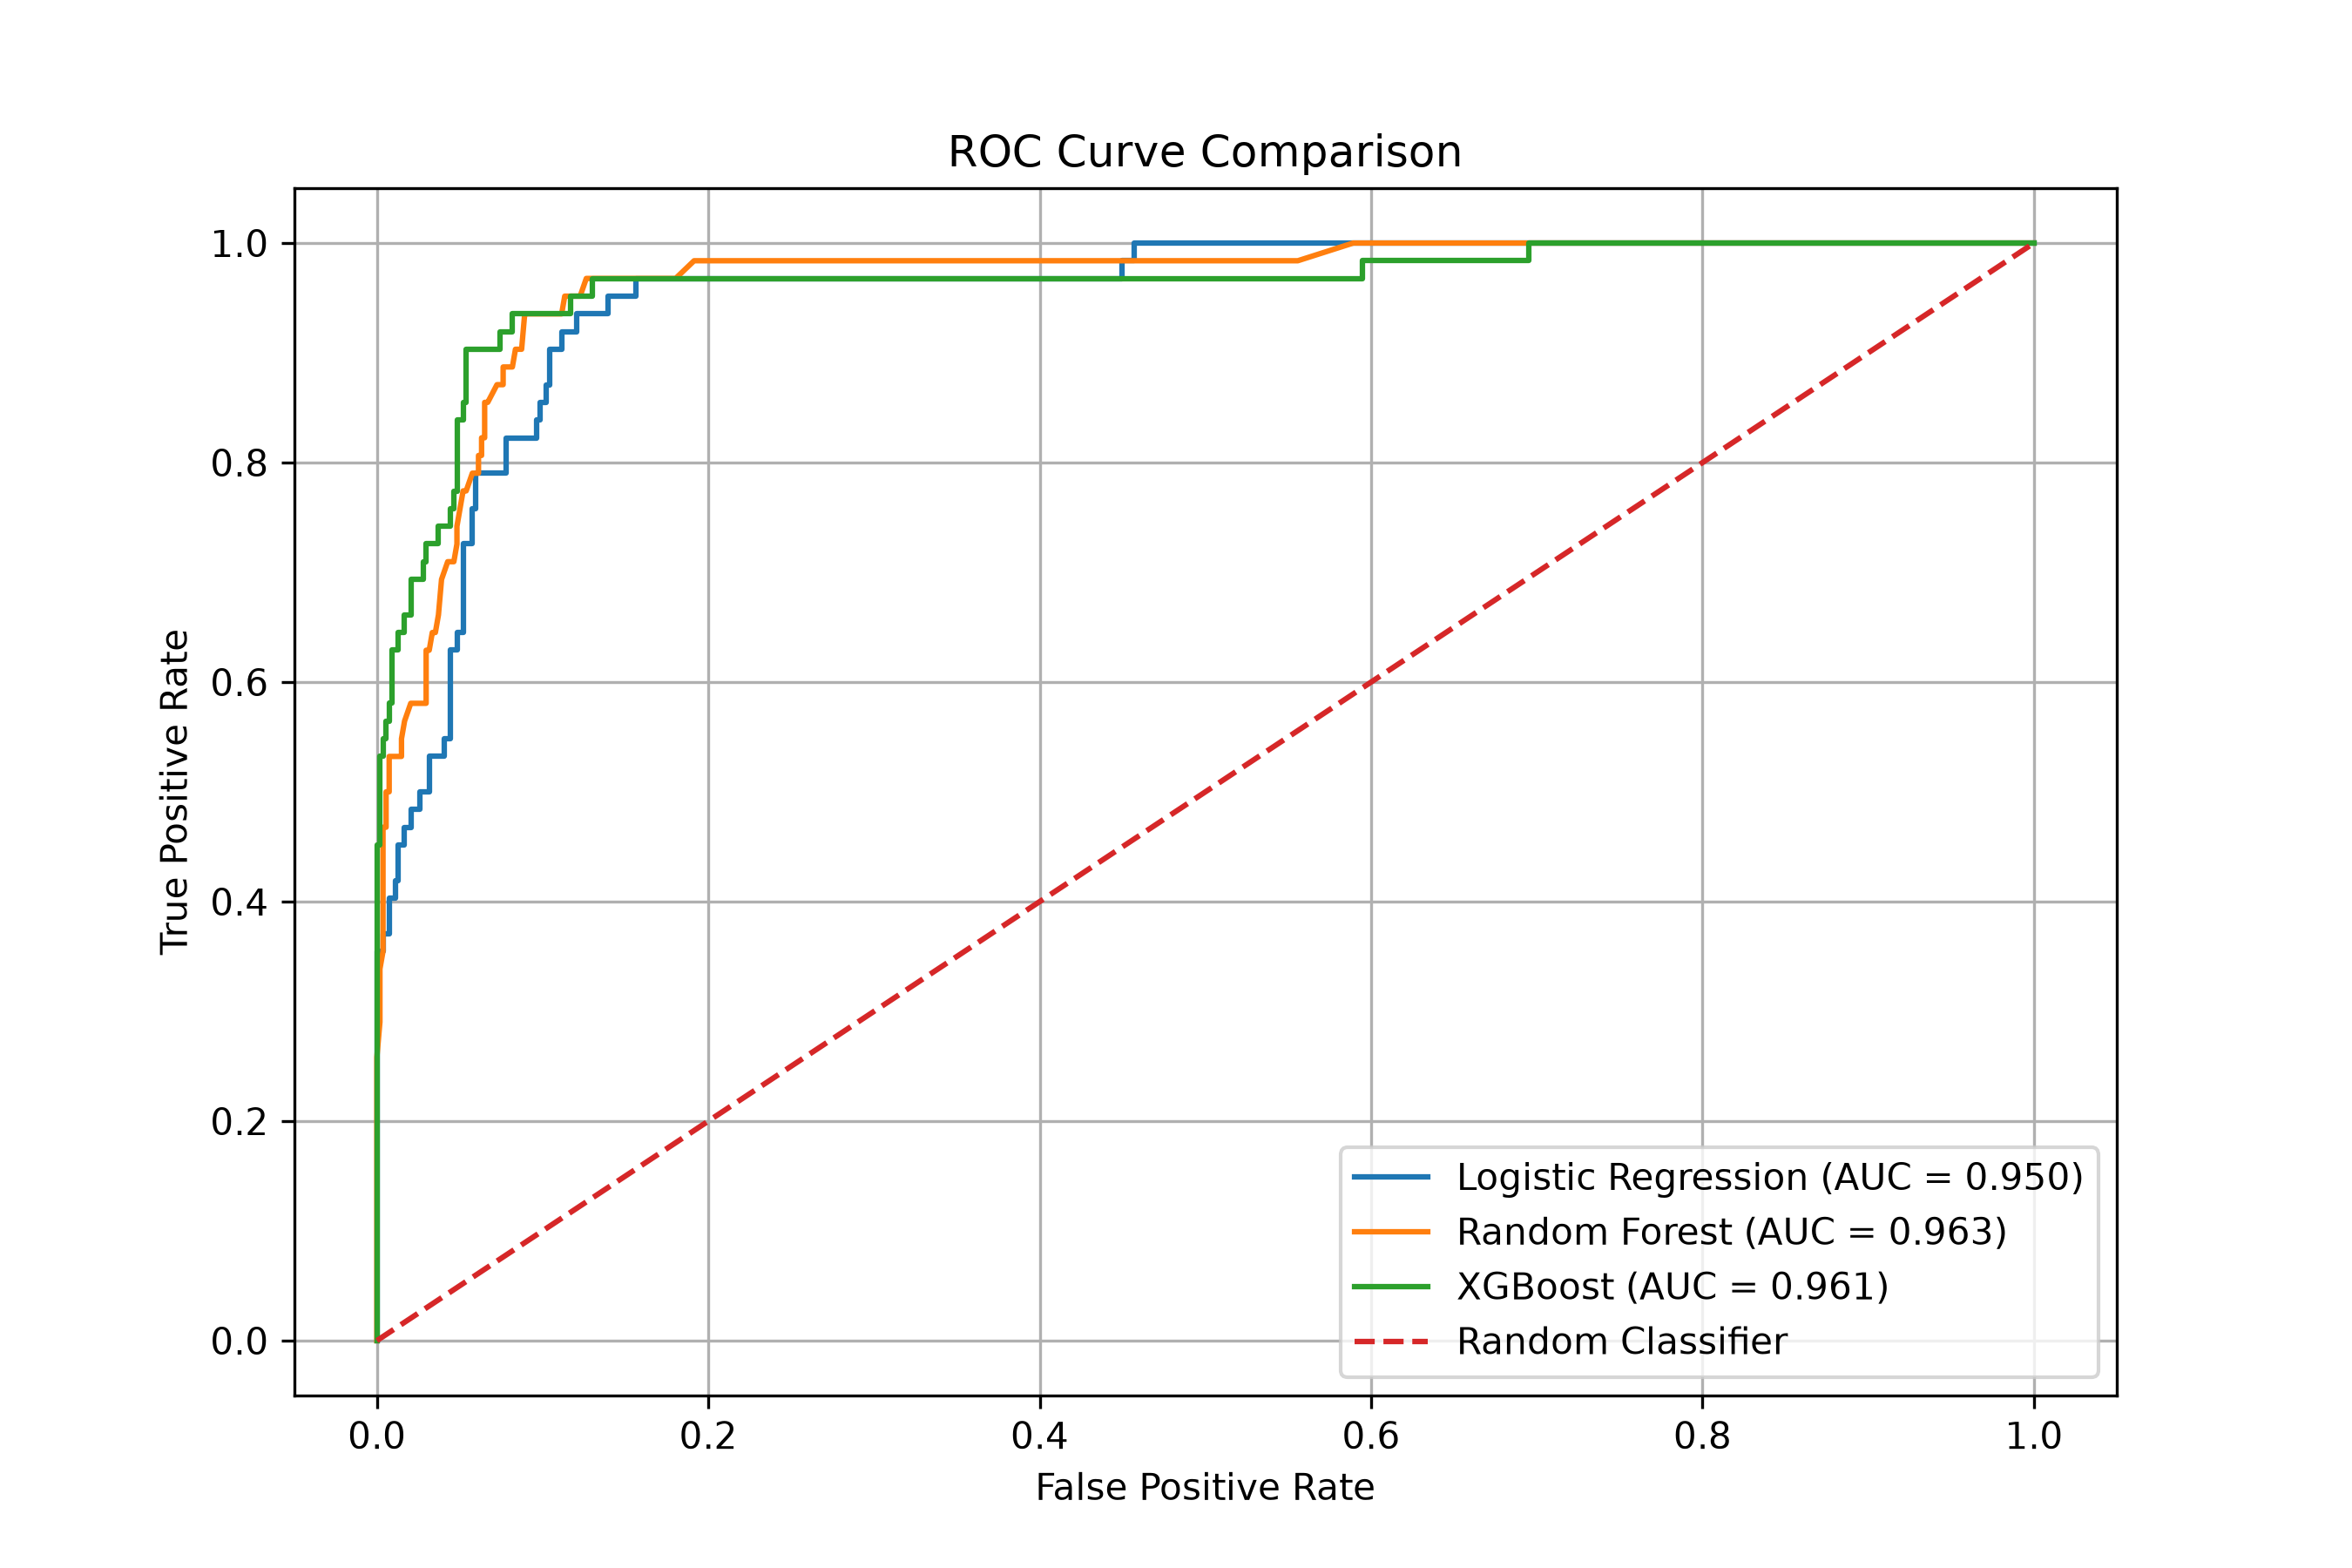 ROC Curve Comparison
True Positive Rate
1.0
0.8
0.6
0.4
0.2
0.0
Logistic Regression (AUC = 0.950)
Random Forest (AUC = 0.963)
XGBoost (AUC = 0.961)
Random Classifier
0.0 0.2 0.4 0.6 0.8 1.0
False Positive Rate